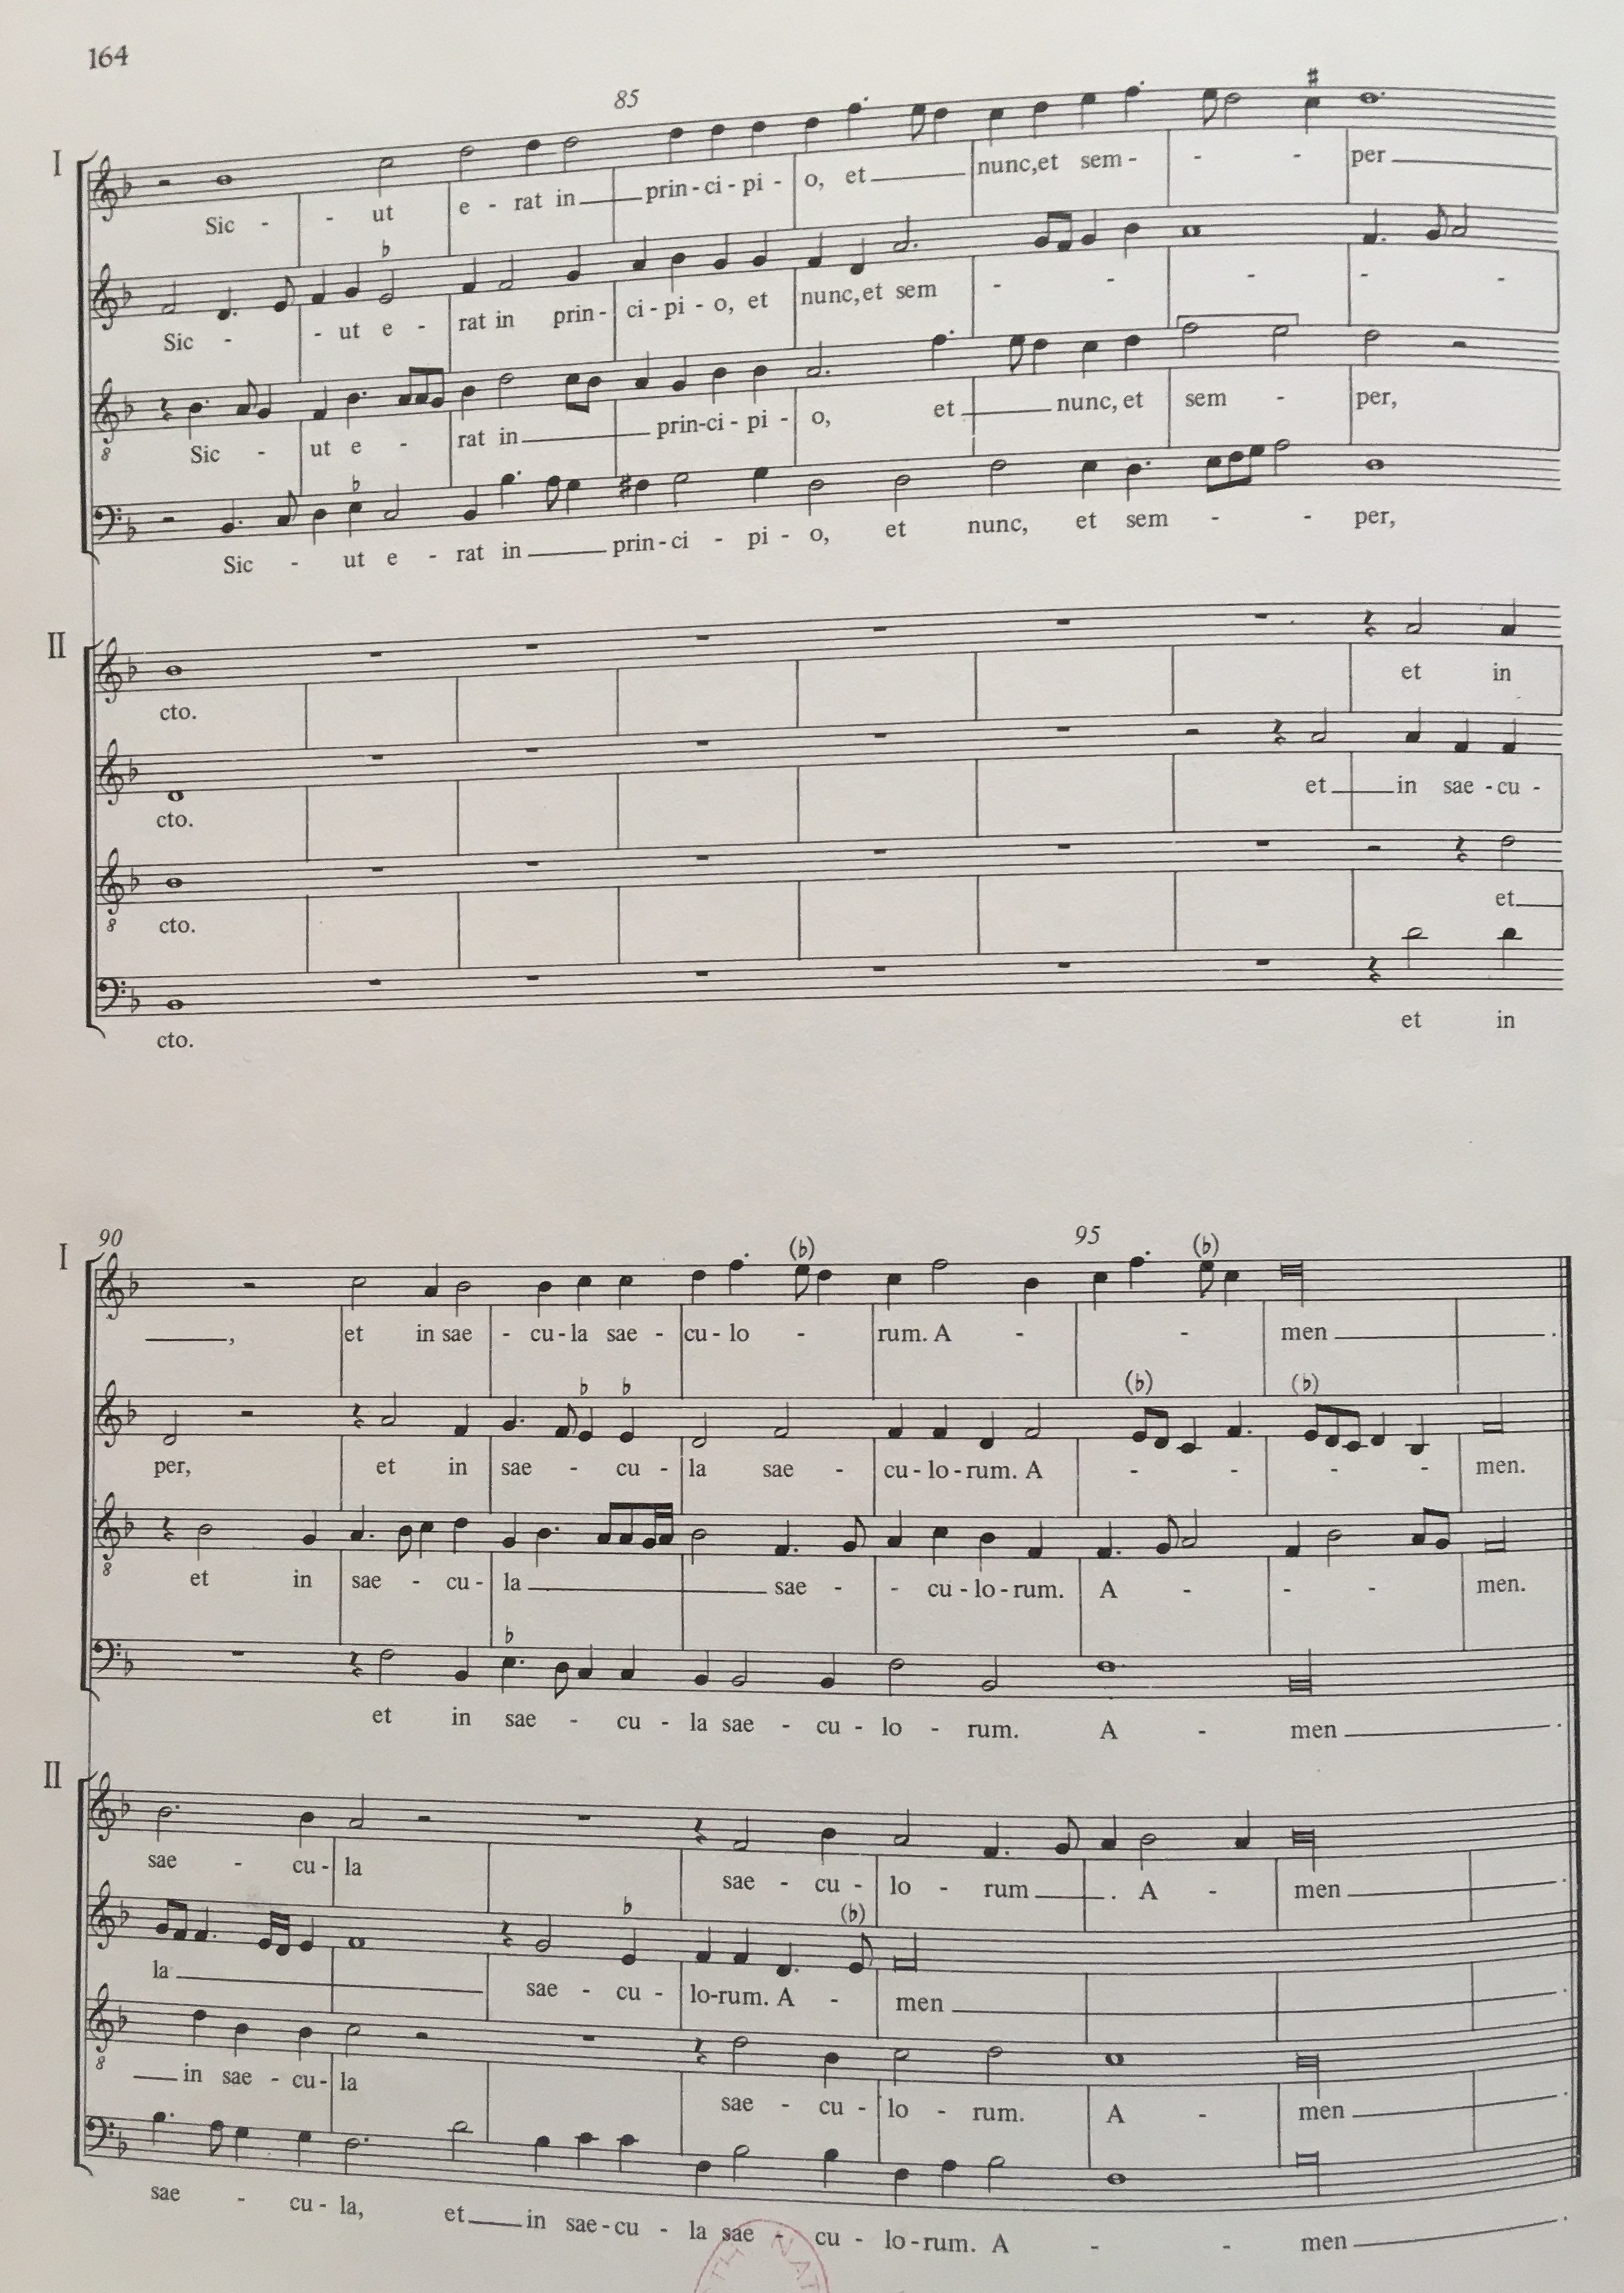 164
85
I
Sic - - ut e - rat in prin - ci - pi - o, et nunc, et sem - - - per
Sic - - ut e - rat in prin - ci - pi - o, et nunc, et sem - - - - -
8
Sic - ut e - rat in prin - ci - pi - o, et nunc, et sem - per,
Sic - ut e - rat in prin - ci - pi - o, et nunc, et sem - - per,
II
cto. et in
cto. et in sae - cu -
8
cto. et
cto. et in
90
95
I
, et in sae - cu - la sae - cu - lo - rum. A - - men .
per, et in sae - cu - la sae - cu - lo - rum. A - - - - men.
8
et in sae - cu - la sae - - cu - lo - rum. A - - - men.
et in sae - cu - la sae - cu - lo - rum. A - men .
II
sae - cu - la sae - cu - lo - rum . A - men .
la sae - cu - lo - rum. A - men .
8
in sae - cu - la sae - cu - lo - rum. A - men .
sae - cu - la, et in sae - cu - la sae - cu - lo - rum. A - - men .